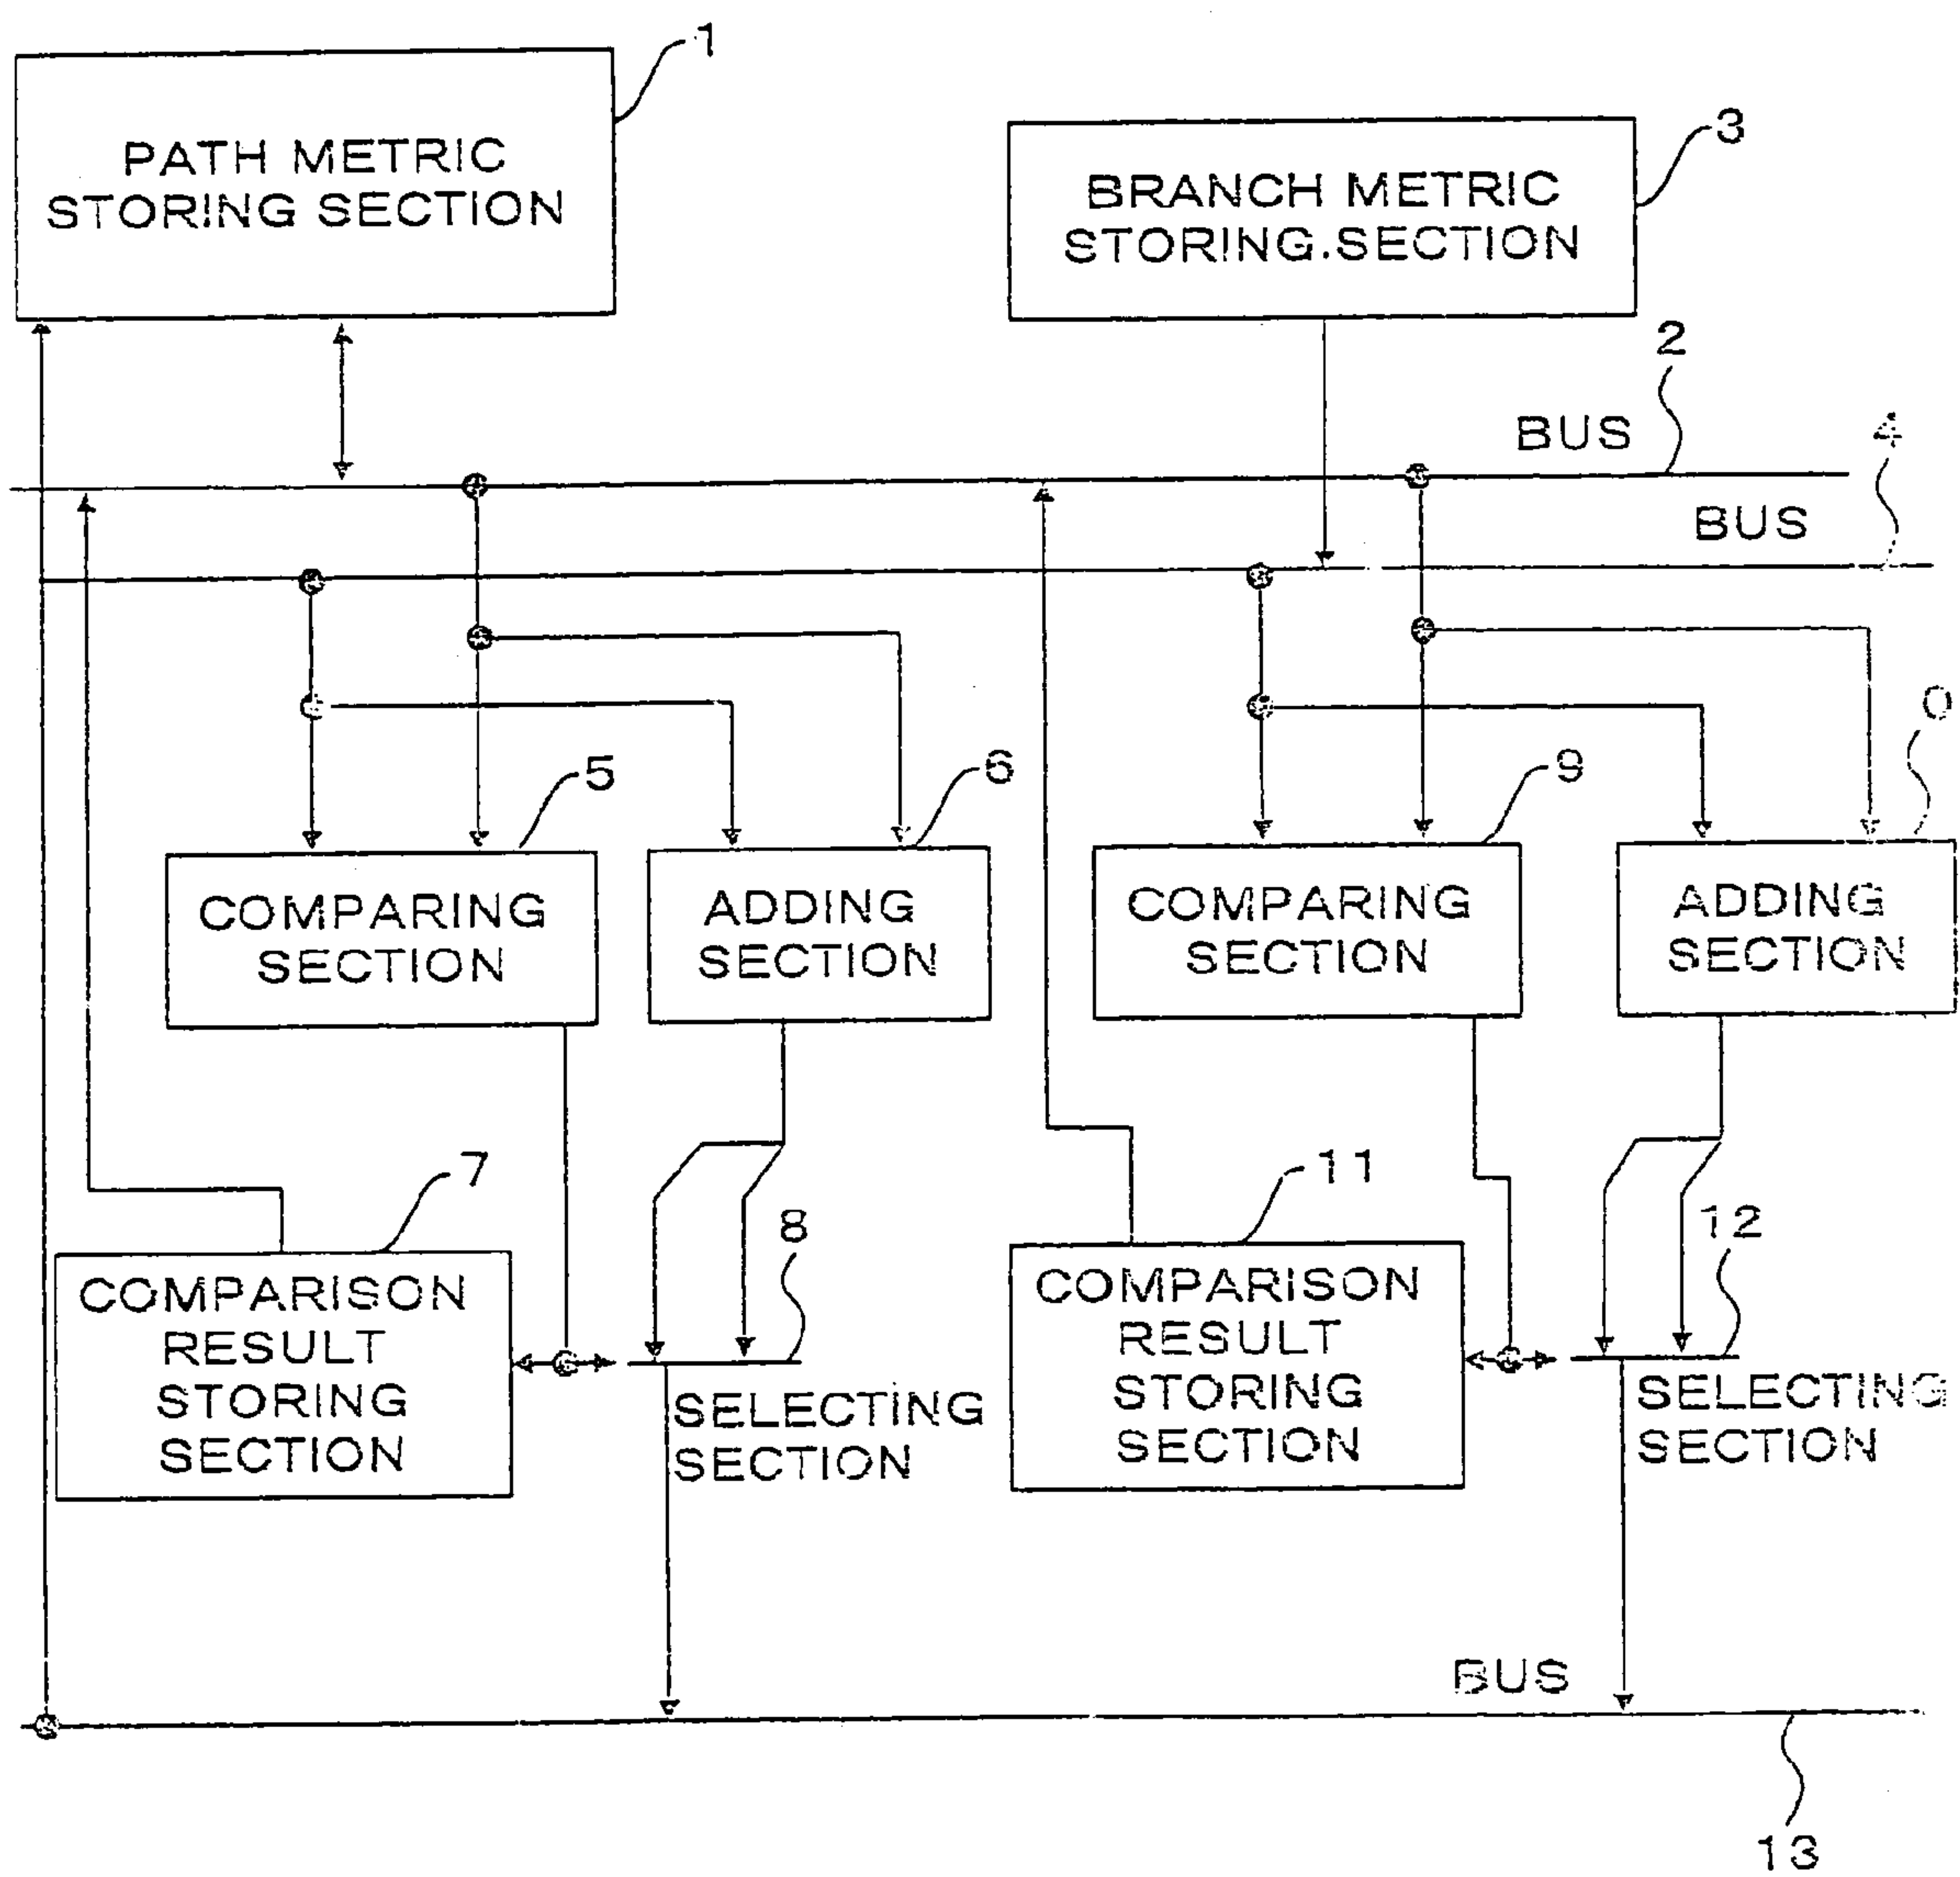 1
PATH METRIC
STORING SECTION
3
BRANCH METRIC
STORING.SECTION
2
BUS
4
BUS
0
5
6
9
COMPARING
SECTION
ADDING
SECTION
COMPARING
SECTION
ADDING
SECTION
7
11
8
12
COMPARISON
RESULT
STORING
SECTION
SELECTING
SECTION
COMPARISON
RESULT
STORING
SECTION
SELECTING
SECTION
BUS
13